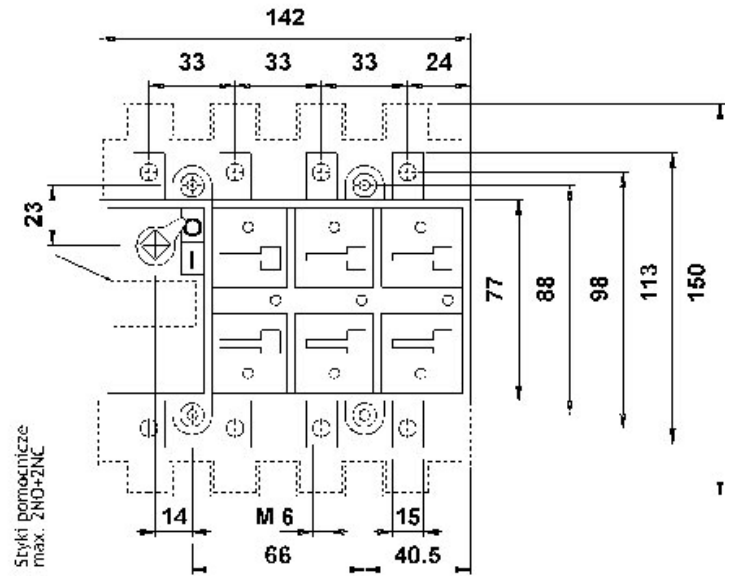 142
33 33 33 24
23
O
I
77 88 98 113 150
14 M 6 15
66 40.5
Styki pomocnicze
max. 2NO+2NC